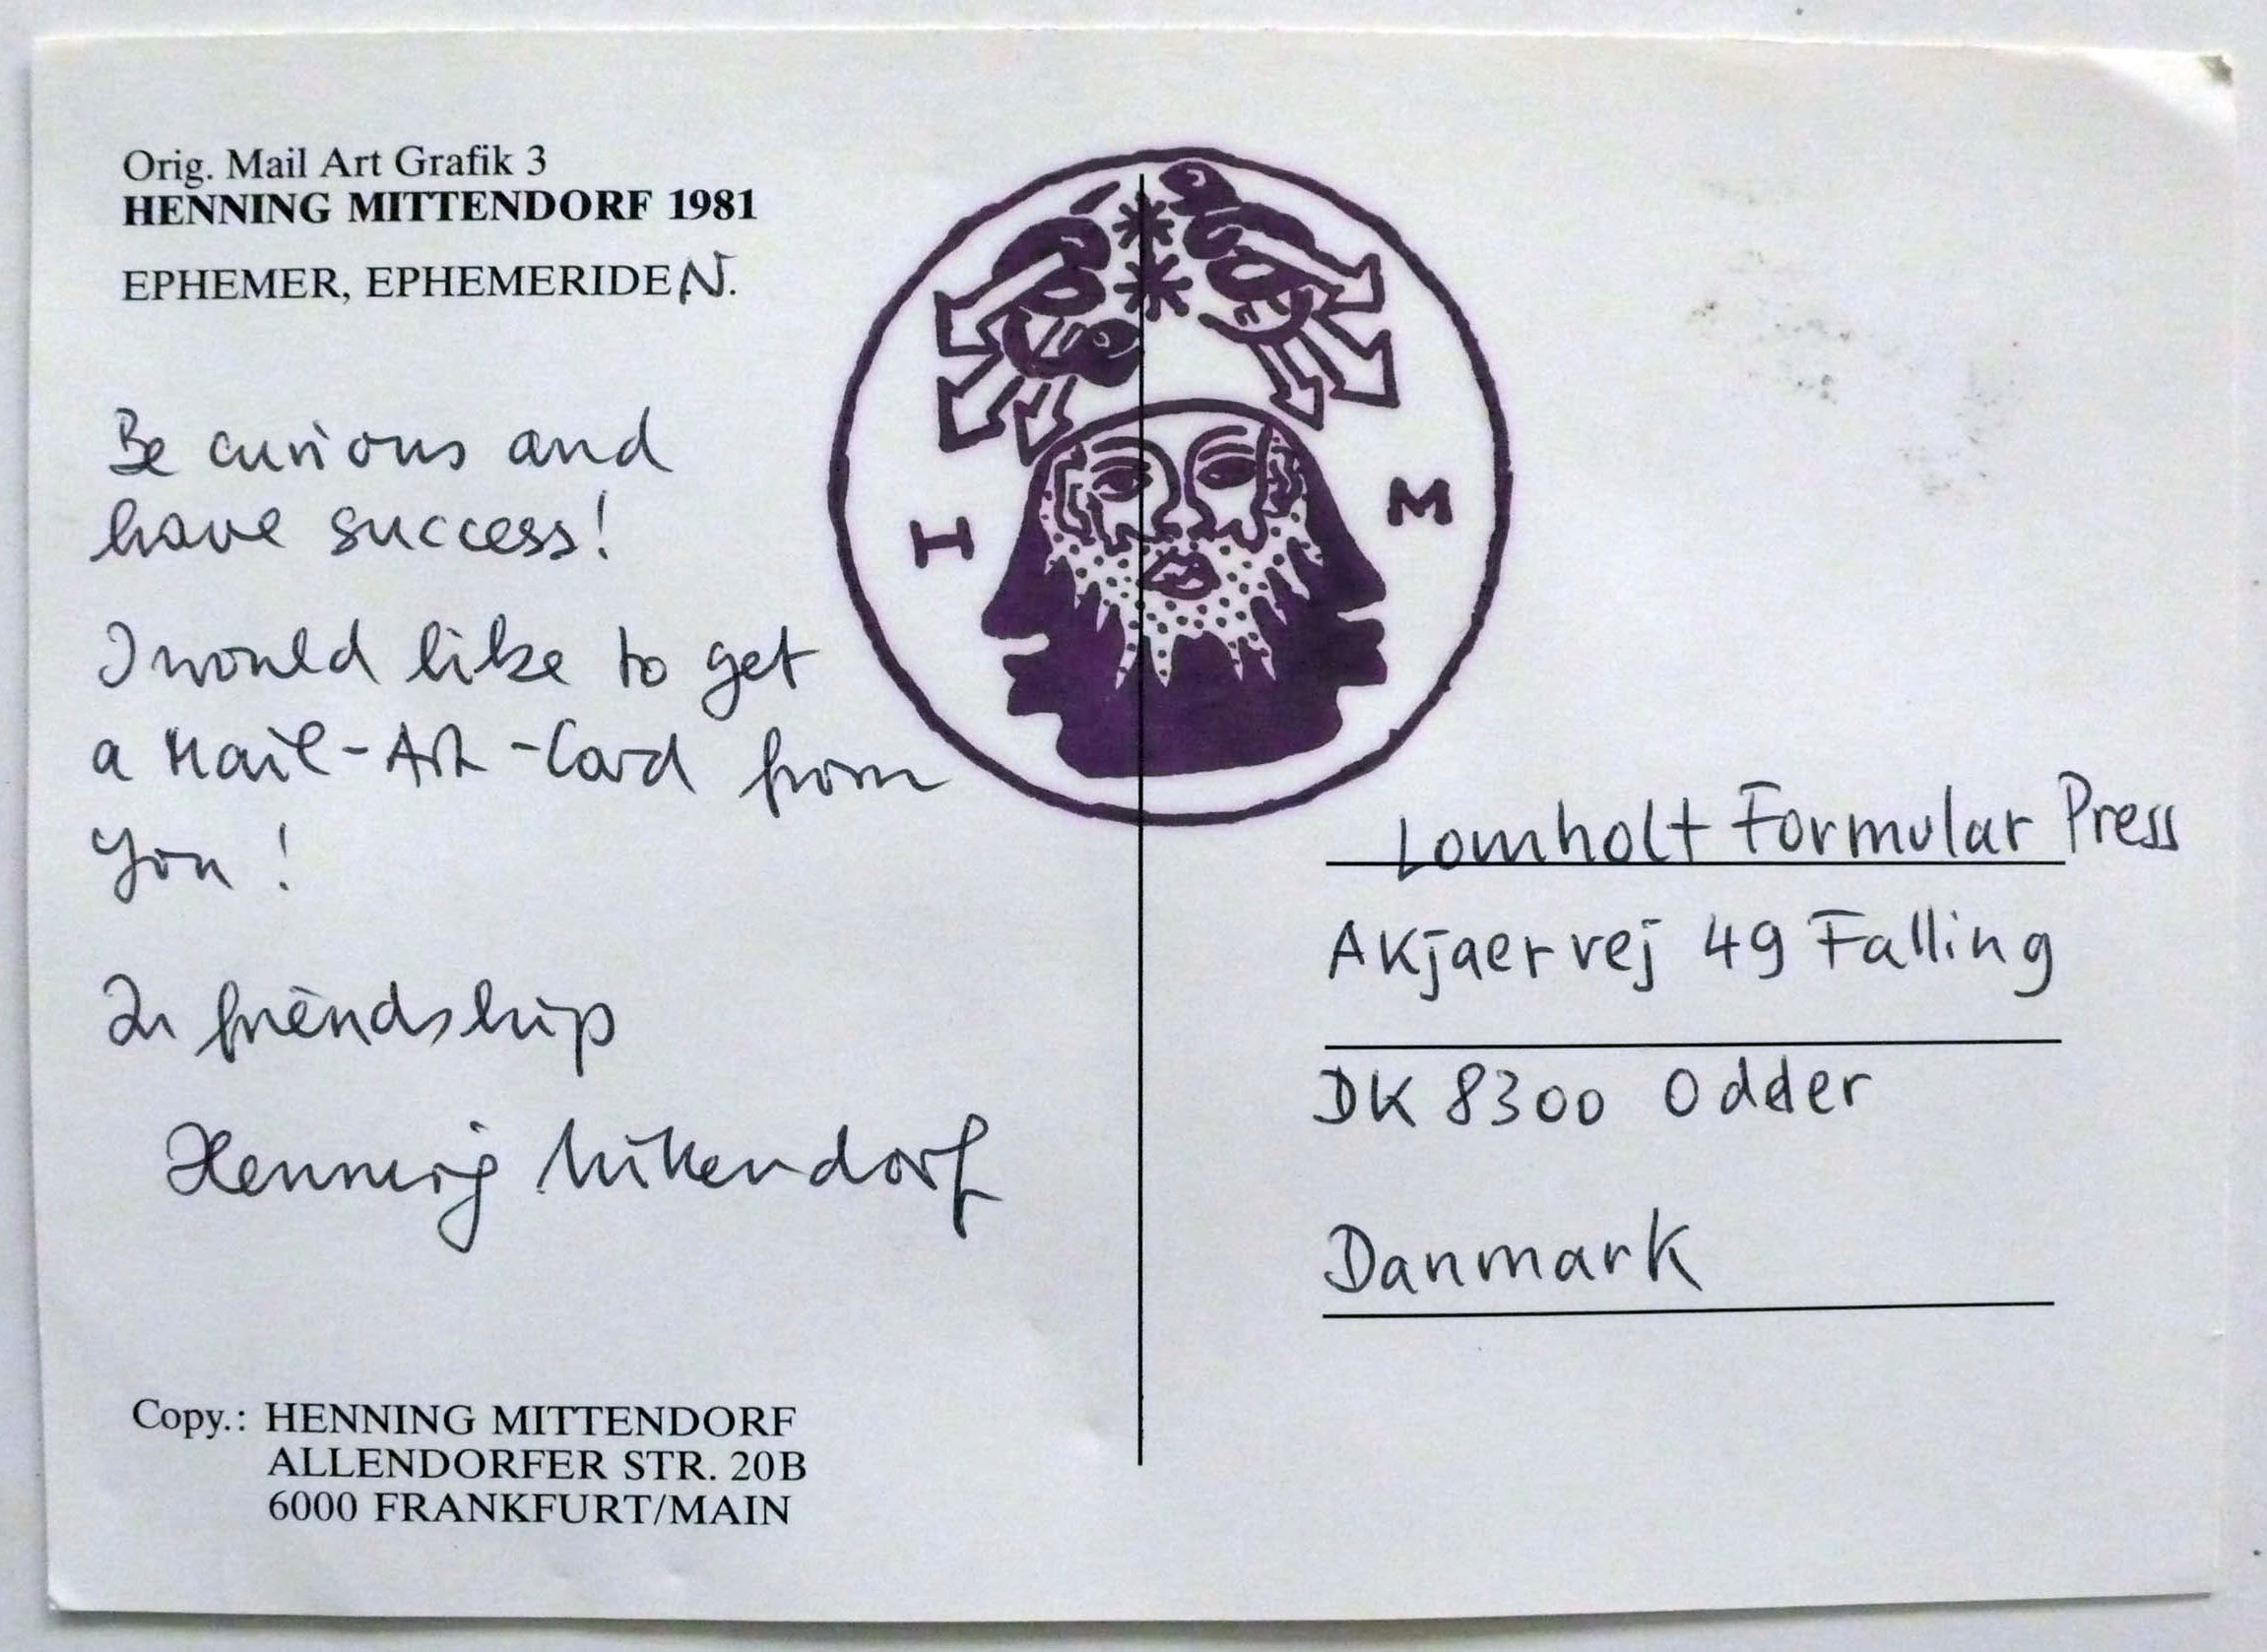 Orig. Mail Art Grafik 3
HENNING MITTENDORF 1981
EPHEMER, EPHEMERIDEN.
Be curious and
have success!
I would like to get
a Mail-Art-Card from
You!
In friendship
Henning Mittendorf
Copy.: HENNING MITTENDORF
ALLENDORFER STR. 20B
6000 FRANKFURT/MAIN
I M
Lomholt Formular Press
Akjaervej 49 Falling
DK 8300 Odder
Danmark